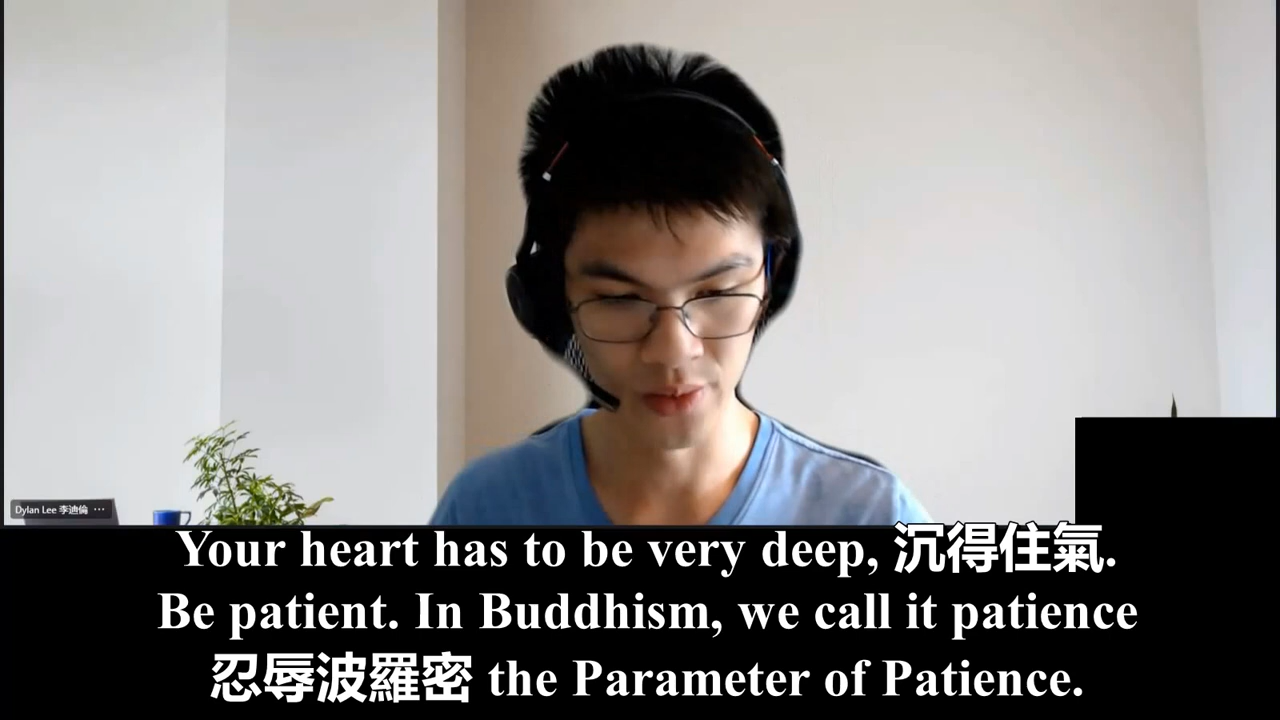 Dylan Lee 李迪倫 ···
Your heart has to be very deep, 沉得住氣.
Be patient. In Buddhism, we call it patience
忍辱波羅密 the Parameter of Patience.